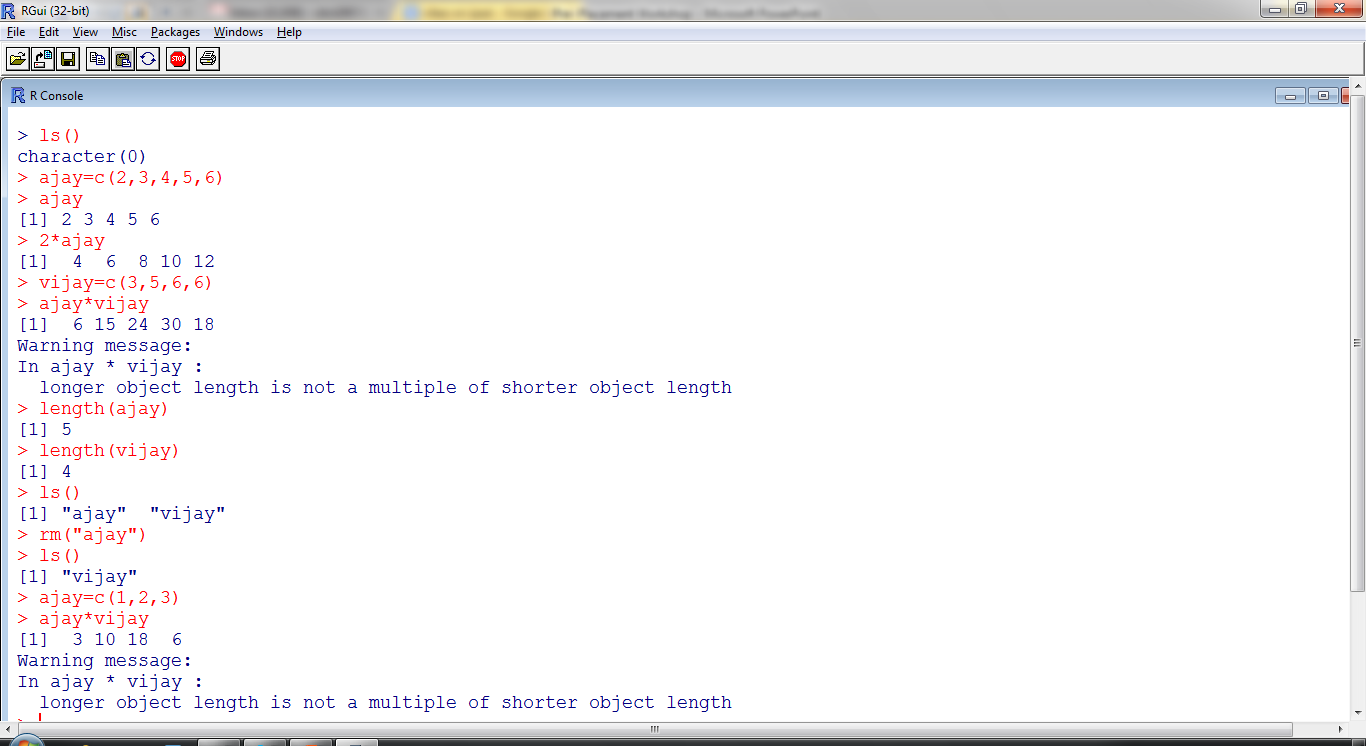 RGui (32-bit)
File Edit View Misc Packages Windows Help
STOP
R Console
> ls()
character(0)
> ajay=c(2,3,4,5,6)
> ajay
[1] 2 3 4 5 6
> 2*ajay
[1]  4  6  8 10 12
> vijay=c(3,5,6,6)
> ajay*vijay
[1]  6 15 24 30 18
Warning message:
In ajay * vijay :
  longer object length is not a multiple of shorter object length
> length(ajay)
[1] 5
> length(vijay)
[1] 4
> ls()
[1] "ajay"  "vijay"
> rm("ajay")
> ls()
[1] "vijay"
> ajay=c(1,2,3)
> ajay*vijay
[1]  3 10 18  6
Warning message:
In ajay * vijay :
  longer object length is not a multiple of shorter object length
>